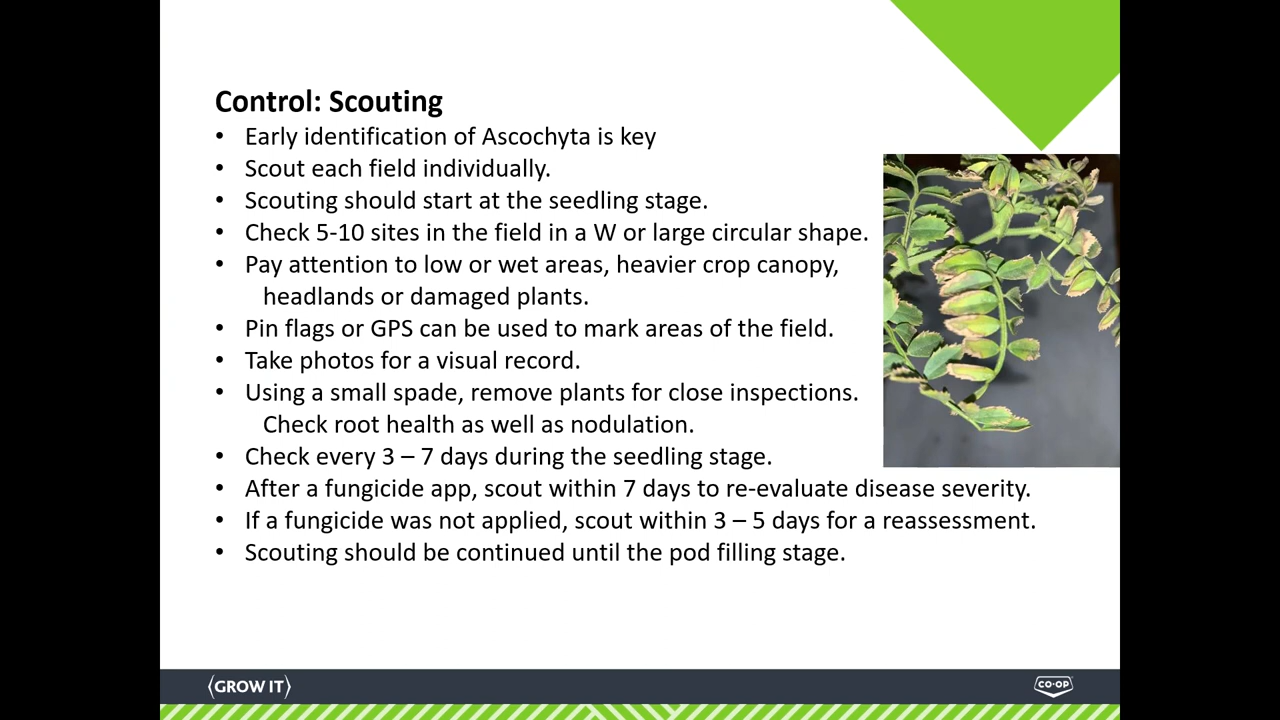 Control: Scouting
• Early identification of Ascochyta is key
• Scout each field individually.
• Scouting should start at the seedling stage.
• Check 5-10 sites in the field in a W or large circular shape.
• Pay attention to low or wet areas, heavier crop canopy,
headlands or damaged plants.
• Pin flags or GPS can be used to mark areas of the field.
• Take photos for a visual record.
• Using a small spade, remove plants for close inspections.
Check root health as well as nodulation.
• Check every 3 – 7 days during the seedling stage.
• After a fungicide app, scout within 7 days to re-evaluate disease severity.
• If a fungicide was not applied, scout within 3 – 5 days for a reassessment.
• Scouting should be continued until the pod filling stage.
GROW IT
CO·OP